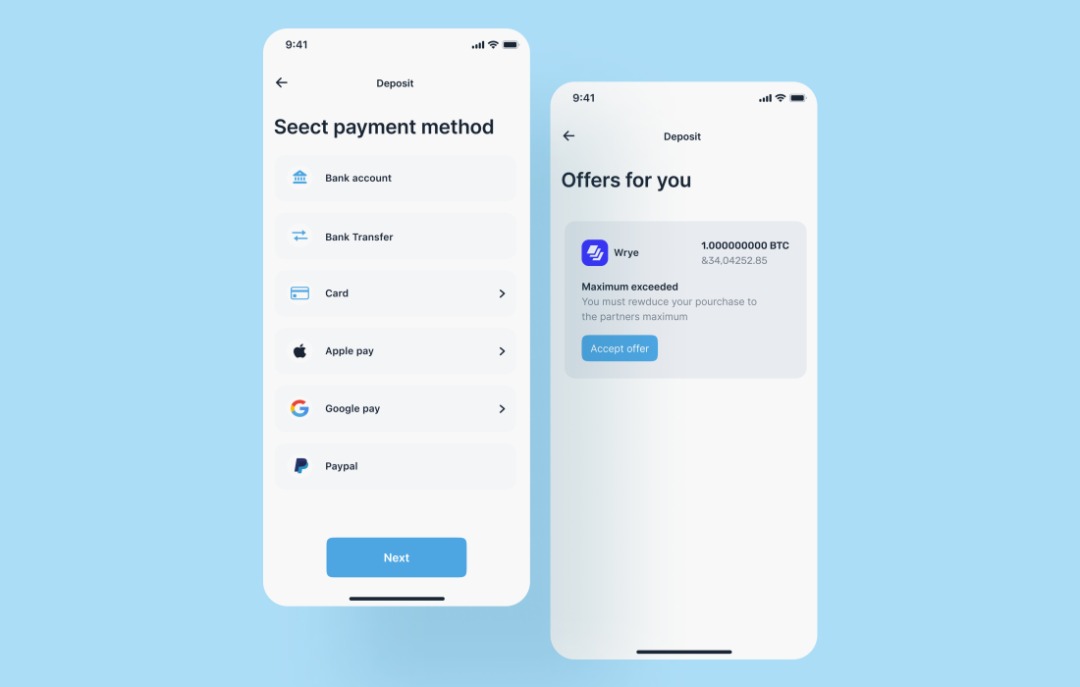 9:41
Deposit
Seect payment method
Bank account
Bank Transfer
Card
Apple pay
Google pay
Paypal
Next
9:41
Deposit
Offers for you
Wrye
1.000000000 BTC
&34,04252.85
Maximum exceeded
You must rewduce your pourchase to
the partners maximum
Accept offer